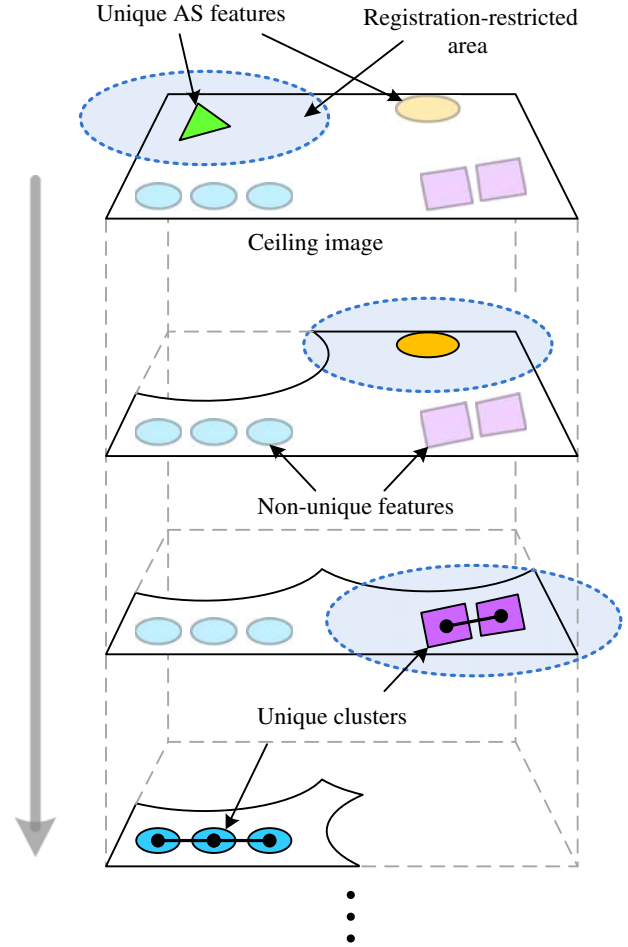 Unique AS features
Registration-restricted
area
Ceiling image
Non-unique features
Unique clusters